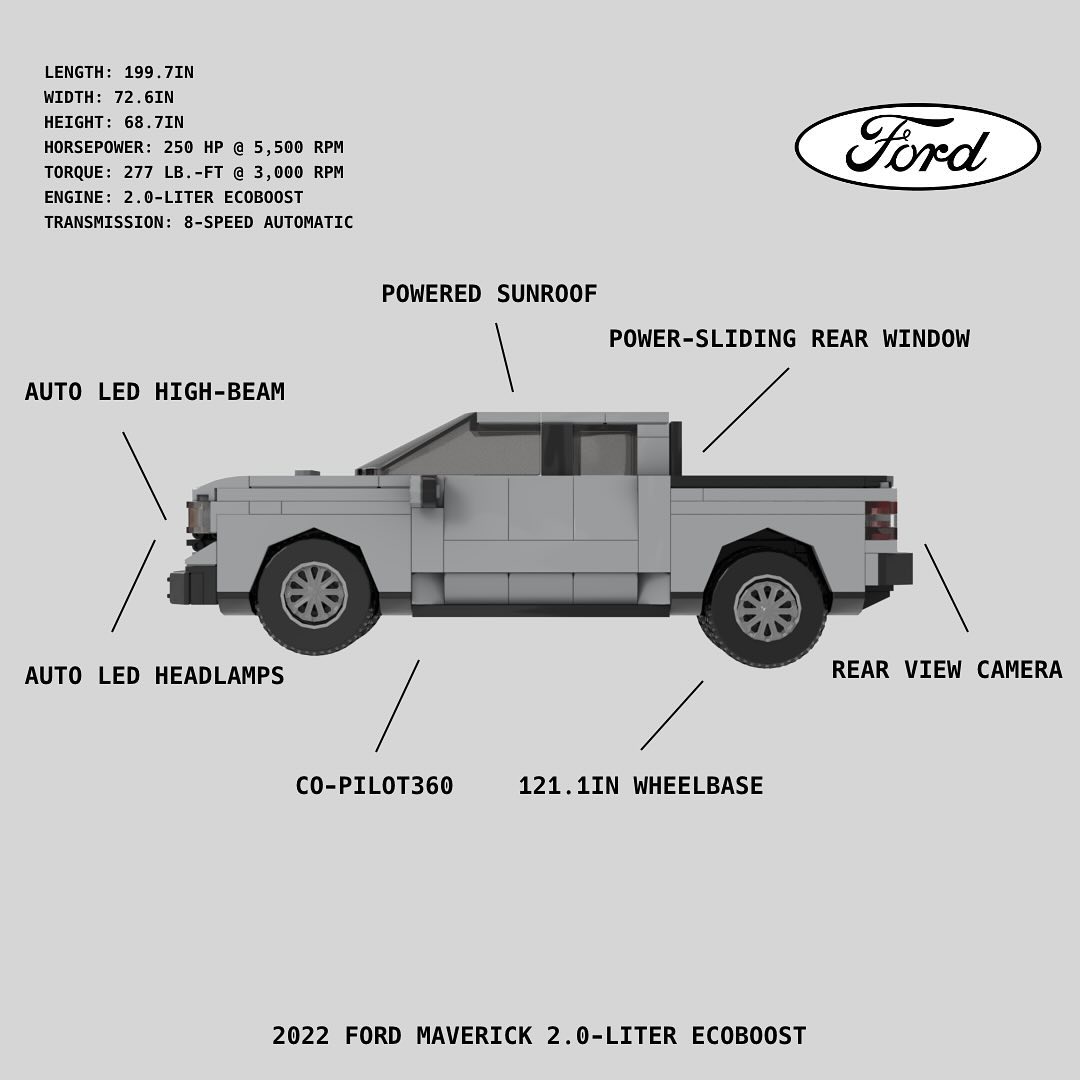 LENGTH: 199.7IN
WIDTH: 72.6IN
HEIGHT: 68.7IN
HORSEPOWER: 250 HP @ 5,500 RPM
TORQUE: 277 LB.-FT @ 3,000 RPM
ENGINE: 2.0-LITER ECOBOOST
TRANSMISSION: 8-SPEED AUTOMATIC
Ford
POWERED SUNROOF
POWER-SLIDING REAR WINDOW
AUTO LED HIGH-BEAM
AUTO LED HEADLAMPS
REAR VIEW CAMERA
CO-PILOT360
121.1IN WHEELBASE
2022 FORD MAVERICK 2.0-LITER ECOBOOST